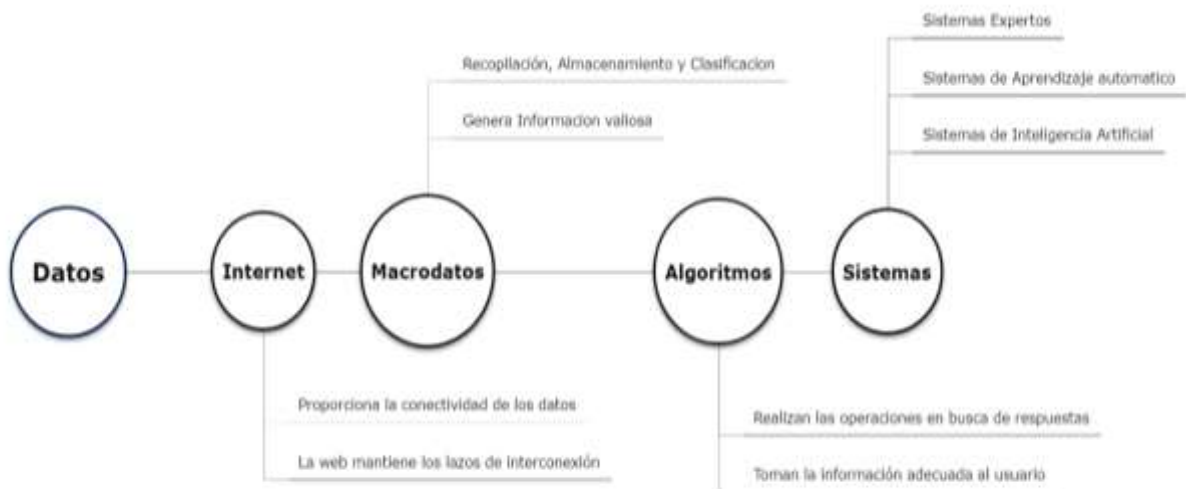 Sistemas Expertos
Recopilación, Almacenamiento y Clasificacion
Sistemas de Aprendizaje automatico
Genera Informacion valiosa
Sistemas de Inteligencia Artificial
Datos
Internet
Macrodatos
Algoritmos
Sistemas
Proporciona la conectividad de los datos
Realizan las operaciones en busca de respuestas
La web mantiene los lazos de interconexión
Toman la información adecuada al usuario